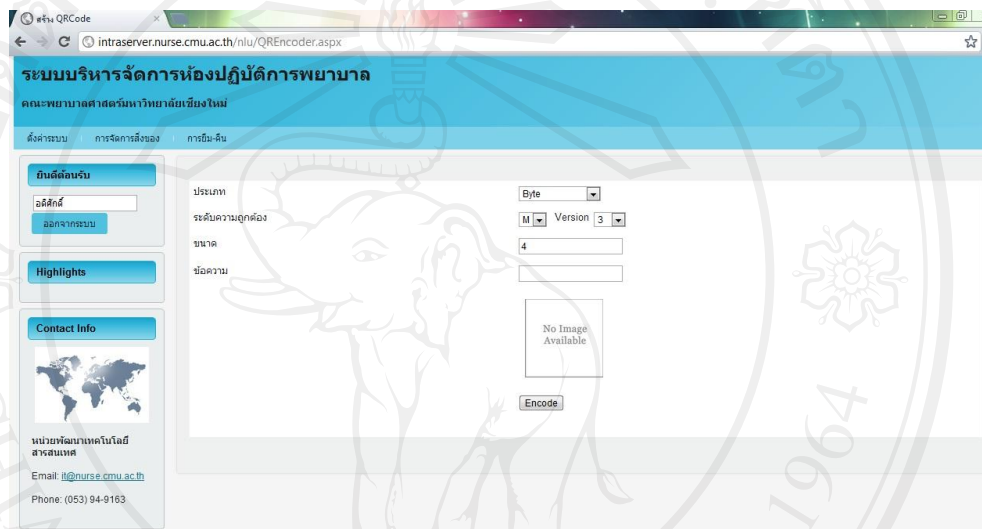 สร้าง QRCode
intraserver.nurse.cmu.ac.th/nlu/QREncoder.aspx
ระบบบริหารจัดการห้องปฏิบัติการพยาบาล
คณะพยาบาลศาสตร์มหาวิทยาลัยเชียงใหม่
ตั้งค่าระบบ การจัดการสิ่งของ การยืม-คืน
ยินดีต้อนรับ
อดิศักดิ์
ออกจากระบบ
Highlights
Contact Info
หน่วยพัฒนาเทคโนโลยี
สารสนเทศ
Email: it@nurse.cmu.ac.th
Phone: (053) 94-9163
ประเภท Byte
ระดับความถูกต้อง M Version 3
ขนาด 4
ข้อความ
No Image
Available
Encode
1964